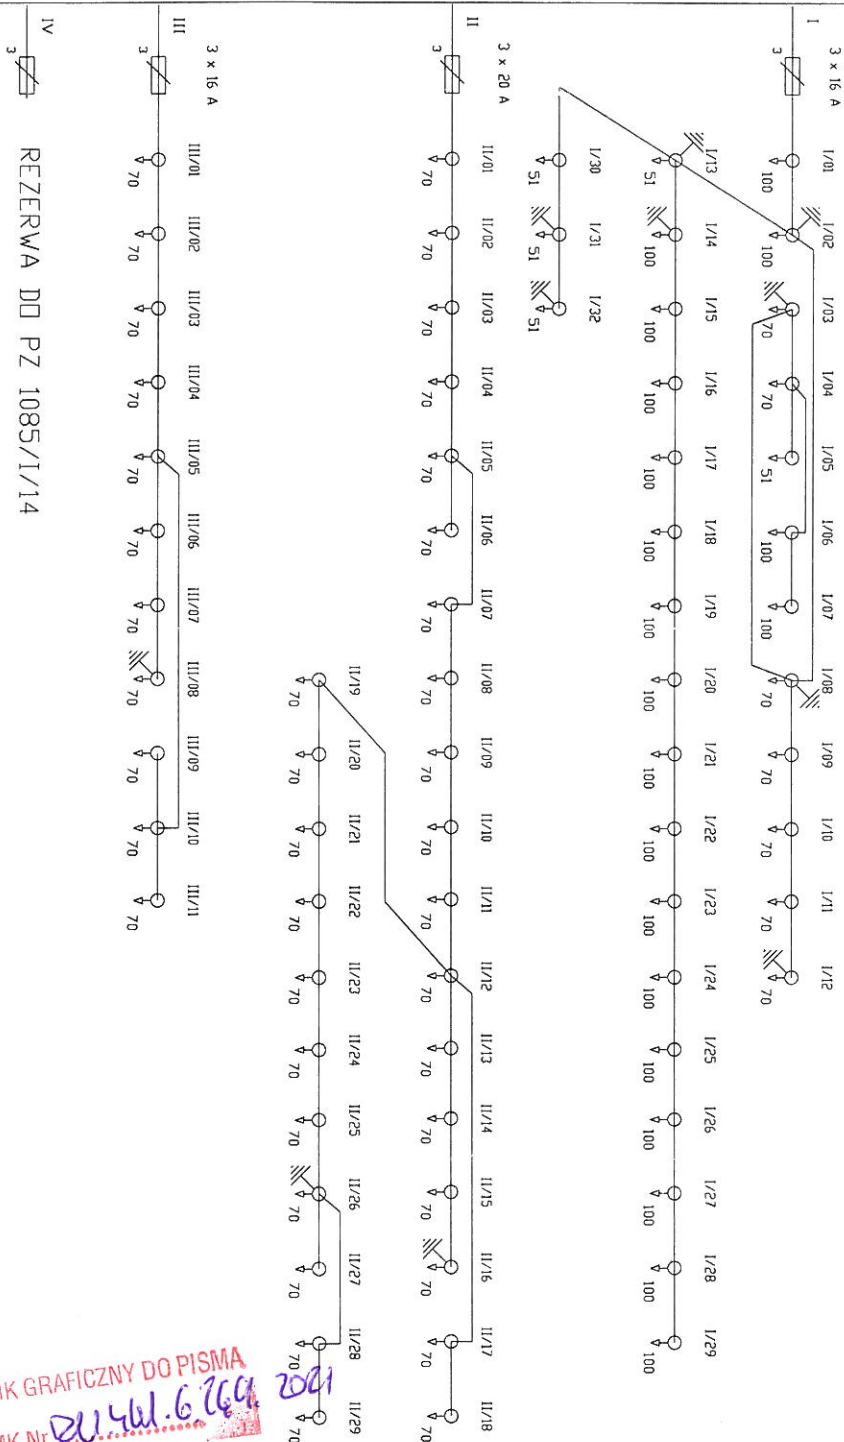 I
3 x 16 A
3
I/01 I/02 I/03 I/04 I/05 I/06 I/07 I/08 I/09 I/10 I/11 I/12
100 100 70 70 51 100 100 70 70 70 70 70
I/13 I/14 I/15 I/16 I/17 I/18 I/19 I/20 I/21 I/22 I/23 I/24 I/25 I/26 I/27 I/28 I/29
51 100 100 100 100 100 100 100 100 100 100 100 100 100 100 100 100
I/30 I/31 I/32
51 51 51
II
3 x 20 A
3
II/01 II/02 II/03 II/04 II/05 II/06 II/07 II/08 II/09 II/10 II/11 II/12 II/13 II/14 II/15 II/16 II/17 II/18
70 70 70 70 70 70 70 70 70 70 70 70 70 70 70 70 70 70
II/19 II/20 II/21 II/22 II/23 II/24 II/25 II/26 II/27 II/28 II/29
70 70 70 70 70 70 70 70 70 70 70
III
3 x 16 A
3
III/01 III/02 III/03 III/04 III/05 III/06 III/07 III/08 III/09 III/10 III/11
70 70 70 70 70 70 70 70 70 70 70
IV
3
REZERWA DO PZ 1085/I/14
IK GRAFICZNY DO PISMA
Nr 2021